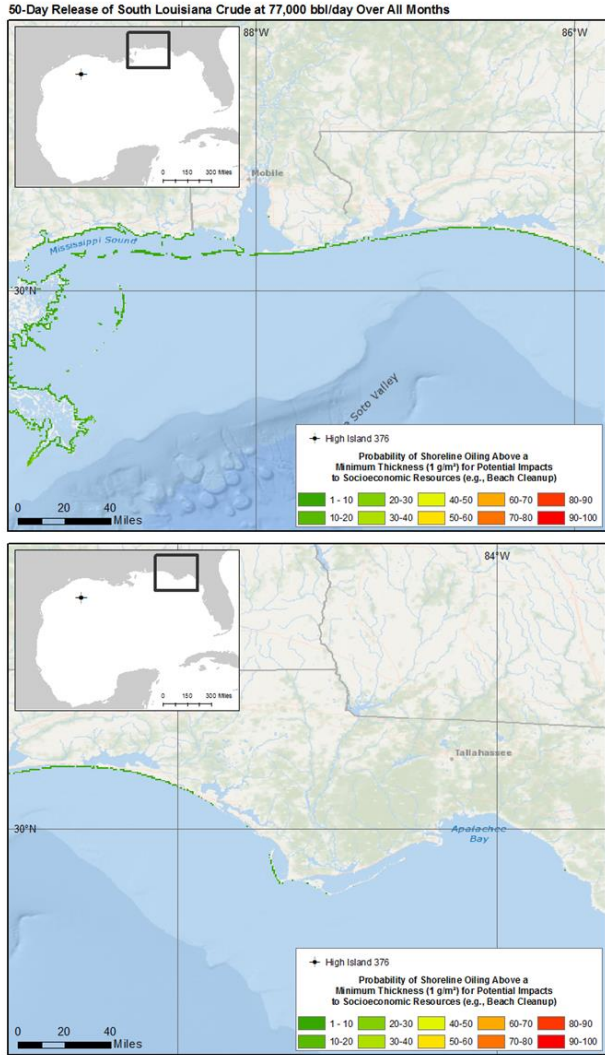 50-Day Release of South Louisiana Crude at 77,000 bbl/day Over All Months
88°W
86°W
0 150 300 Miles
Mobile
Mississippi Sound
30°N
Soto Valley
High Island 376
Probability of Shoreline Oiling Above a
Minimum Thickness (1 g/m²) for Potential Impacts
to Socioeconomic Resources (e.g., Beach Cleanup)
1 - 10 20-30 40-50 60-70 80-90
10-20 30-40 50-60 70-80 90-100
0 20 40
Miles
84°W
0 150 300 Miles
Tallahassee
30°N
Apalachee
Bay
High Island 376
Probability of Shoreline Oiling Above a
Minimum Thickness (1 g/m²) for Potential Impacts
to Socioeconomic Resources (e.g., Beach Cleanup)
1 - 10 20-30 40-50 60-70 80-90
10-20 30-40 50-60 70-80 90-100
0 20 40
Miles